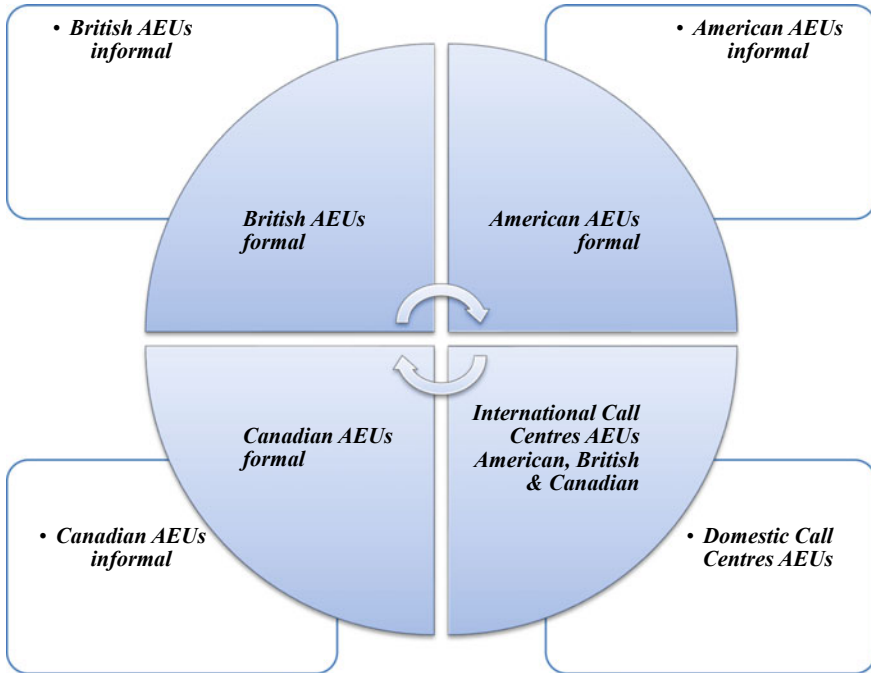 • British AEUs
informal
• American AEUs
informal
British AEUs
formal
American AEUs
formal
Canadian AEUs
formal
International Call
Centres AEUs
American, British
& Canadian
• Canadian AEUs
informal
• Domestic Call
Centres AEUs